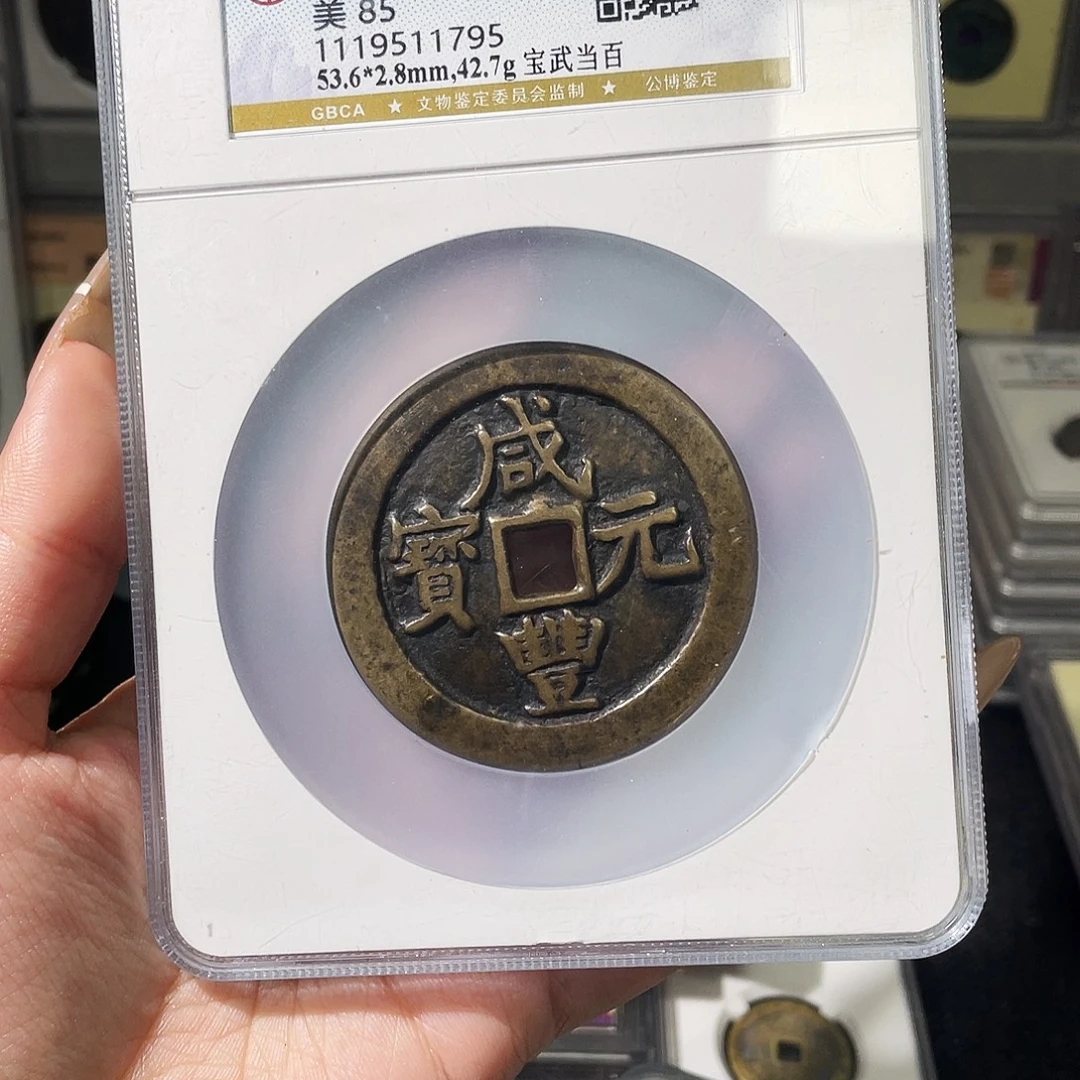 美 85
1119511795
53.6*2.8mm,42.7g 宝武当百
GBCA ★ 文物鉴定委员会监制 ★ 公博鉴定
咸
寶 元
豐